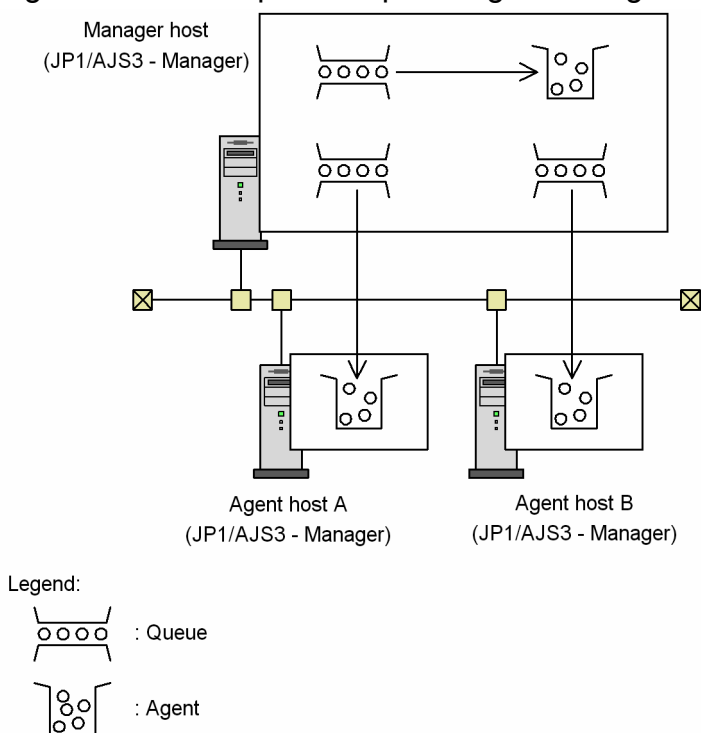 Manager host
(JP1/AJS3 - Manager)
Agent host A
(JP1/AJS3 - Manager)
Agent host B
(JP1/AJS3 - Manager)
Legend:
: Queue
: Agent